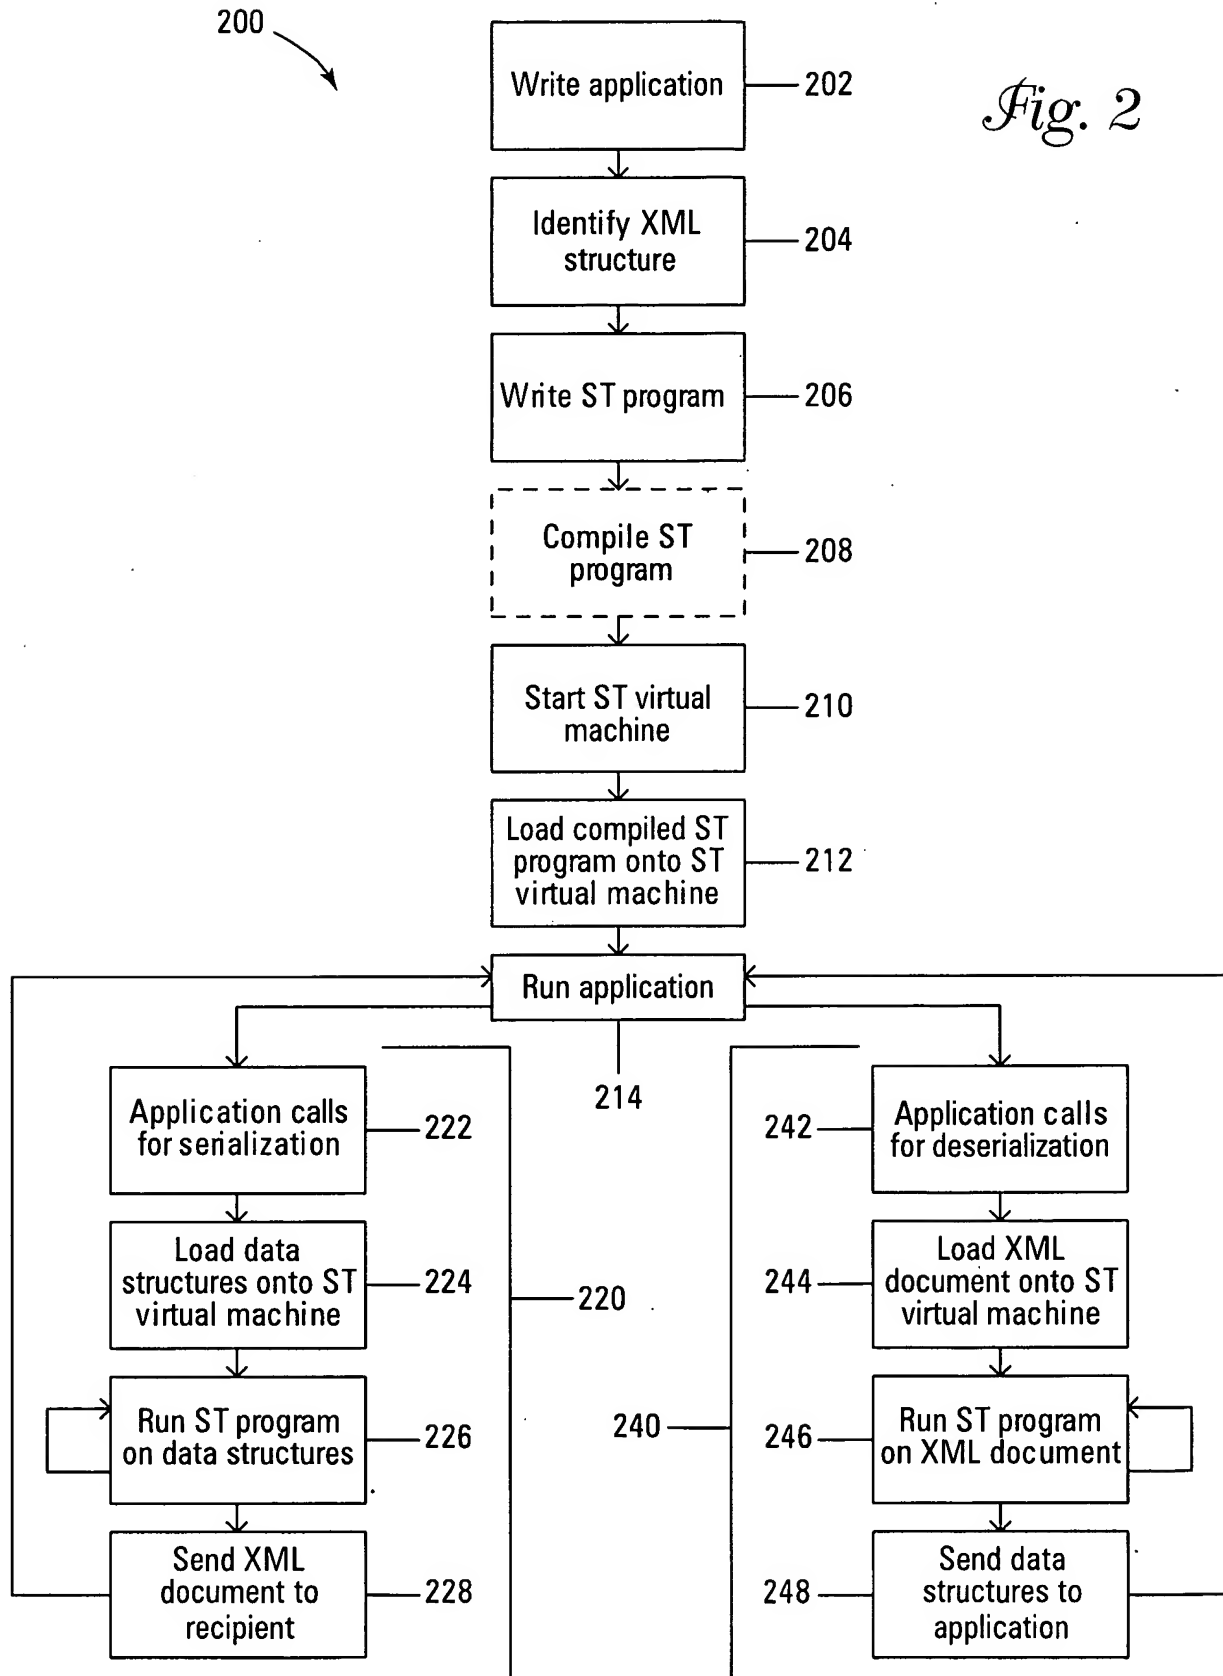 200
Fig. 2
Write application
202
Identify XML
structure
204
Write ST program
206
Compile ST
program
208
Start ST virtual
machine
210
Load compiled ST
program onto ST
virtual machine
212
Run application
214
Application calls
for serialization
222
Load data
structures onto ST
virtual machine
224
220
Run ST program
on data structures
226
Send XML
document to
recipient
228
242
Application calls
for deserialization
244
Load XML
document onto ST
virtual machine
240
246
Run ST program
on XML document
248
Send data
structures to
application